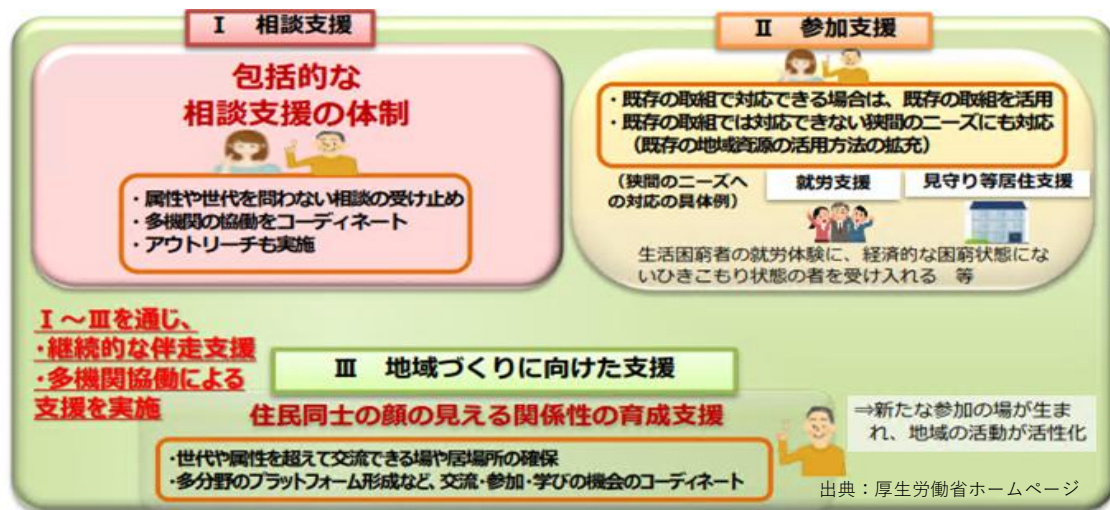 Ⅰ 相談支援
包括的な
相談支援の体制
・属性や世代を問わない相談の受け止め
・多機関の協働をコーディネート
・アウトリーチも実施
Ⅱ 参加支援
・既存の取組で対応できる場合は、既存の取組を活用
・既存の取組では対応できない狭間のニーズにも対応
（既存の地域資源の活用方法の拡充）
（狭間のニーズへ
の対応の具体例）
就労支援
見守り等居住支援
生活困窮者の就労体験に、経済的な困窮状態にな
いひきこもり状態の者を受け入れる 等
Ⅰ～Ⅲを通じ、
・継続的な伴走支援
・多機関協働による
支援を実施
Ⅲ 地域づくりに向けた支援
住民同士の顔の見える関係性の育成支援
・世代や属性を超えて交流できる場や居場所の確保
・多分野のプラットフォーム形成など、交流・参加・学びの機会のコーディネート
⇒新たな参加の場が生ま
れ、地域の活動が活性化
出典：厚生労働省ホームページ